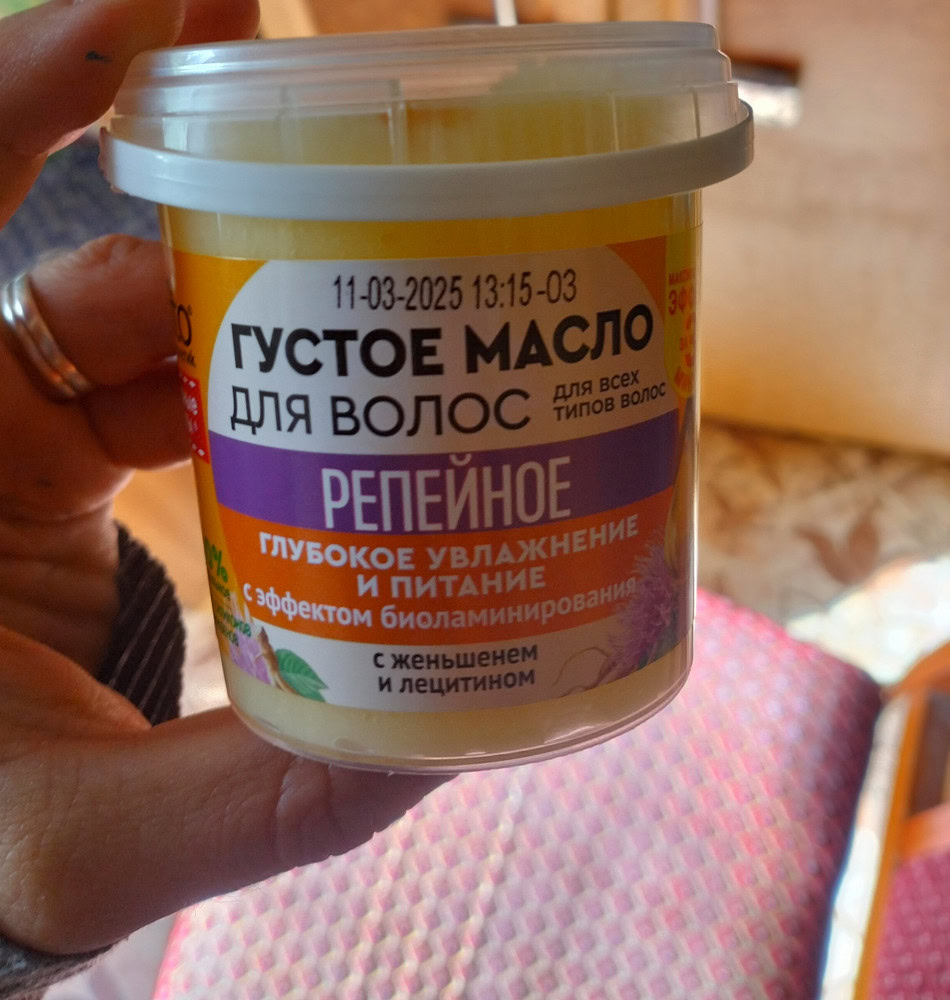 11-03-2025 13:15-03
ГУСТОЕ МАСЛО
ДЛЯ ВОЛОС
ДЛЯ ВСЕХ
ТИПОВ ВОЛОС
РЕПЕЙНОЕ
ГЛУБОКОЕ УВЛАЖНЕНИЕ
И ПИТАНИЕ
с эффектом биоламинирования
с женьшенем
и лецитином